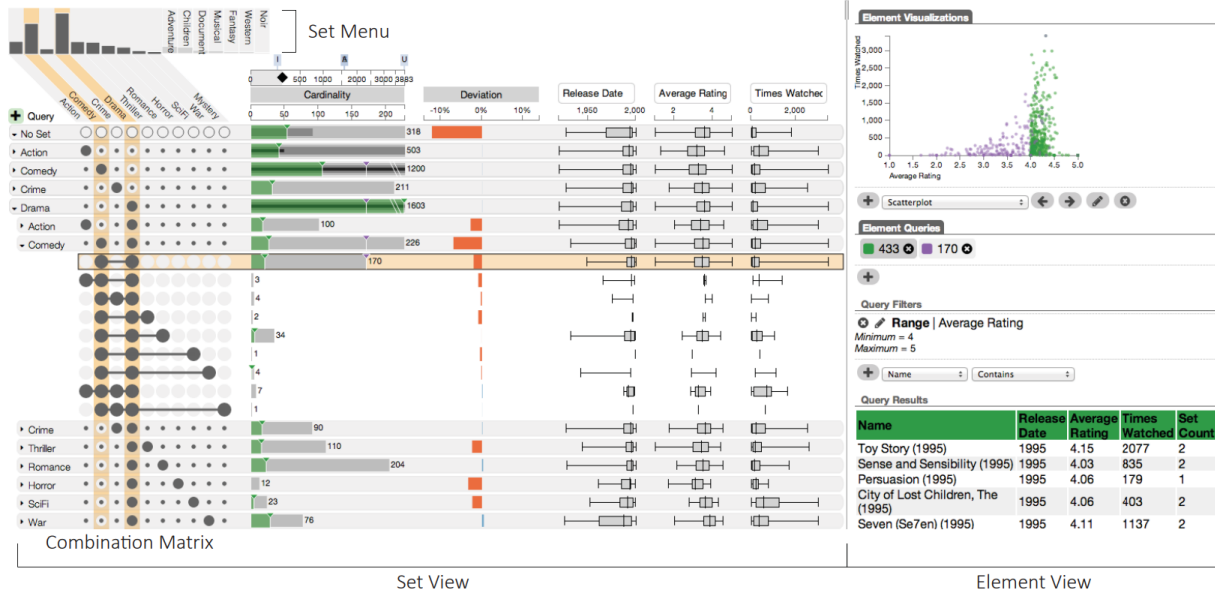 Adventure
Children
Document
Musical
Fantasy
Western
Noir
Set Menu
Action
Comedy
Crime
Drama
Thriller
Romance
Horror
SciFi
War
Mystery
Query
0 500 1000 2000 3000 3883
Cardinality
0 50 100 150 200
Deviation
-10% 0% 10%
Release Date
1,960 2,000
Average Rating
2 4
Times Watched
0 2,000
No Set 318
Action 503
Comedy 1200
Crime 211
Drama 1603
Action 100
Comedy 226
170
3
4
2
34
1
4
7
1
Crime 90
Thriller 110
Romance 204
Horror 12
SciFi 23
War 76
Combination Matrix
Set View
Element Visualizations
Times Watched
3,000
2,500
2,000
1,500
1,000
500
0
1.0 1.5 2.0 2.5 3.0 3.5 4.0 4.5 5.0
Average Rating
Scatterplot
Element Queries
433 170
Query Filters
Range | Average Rating
Minimum = 4
Maximum = 5
Name Contains
Query Results
Name Release Date Average Rating Times Watched Set Count
Toy Story (1995) 1995 4.15 2077 2
Sense and Sensibility (1995) 1995 4.03 835 2
Persuasion (1995) 1995 4.06 179 1
City of Lost Children, The (1995) 1995 4.06 403 2
Seven (Se7en) (1995) 1995 4.11 1137 2
Element View